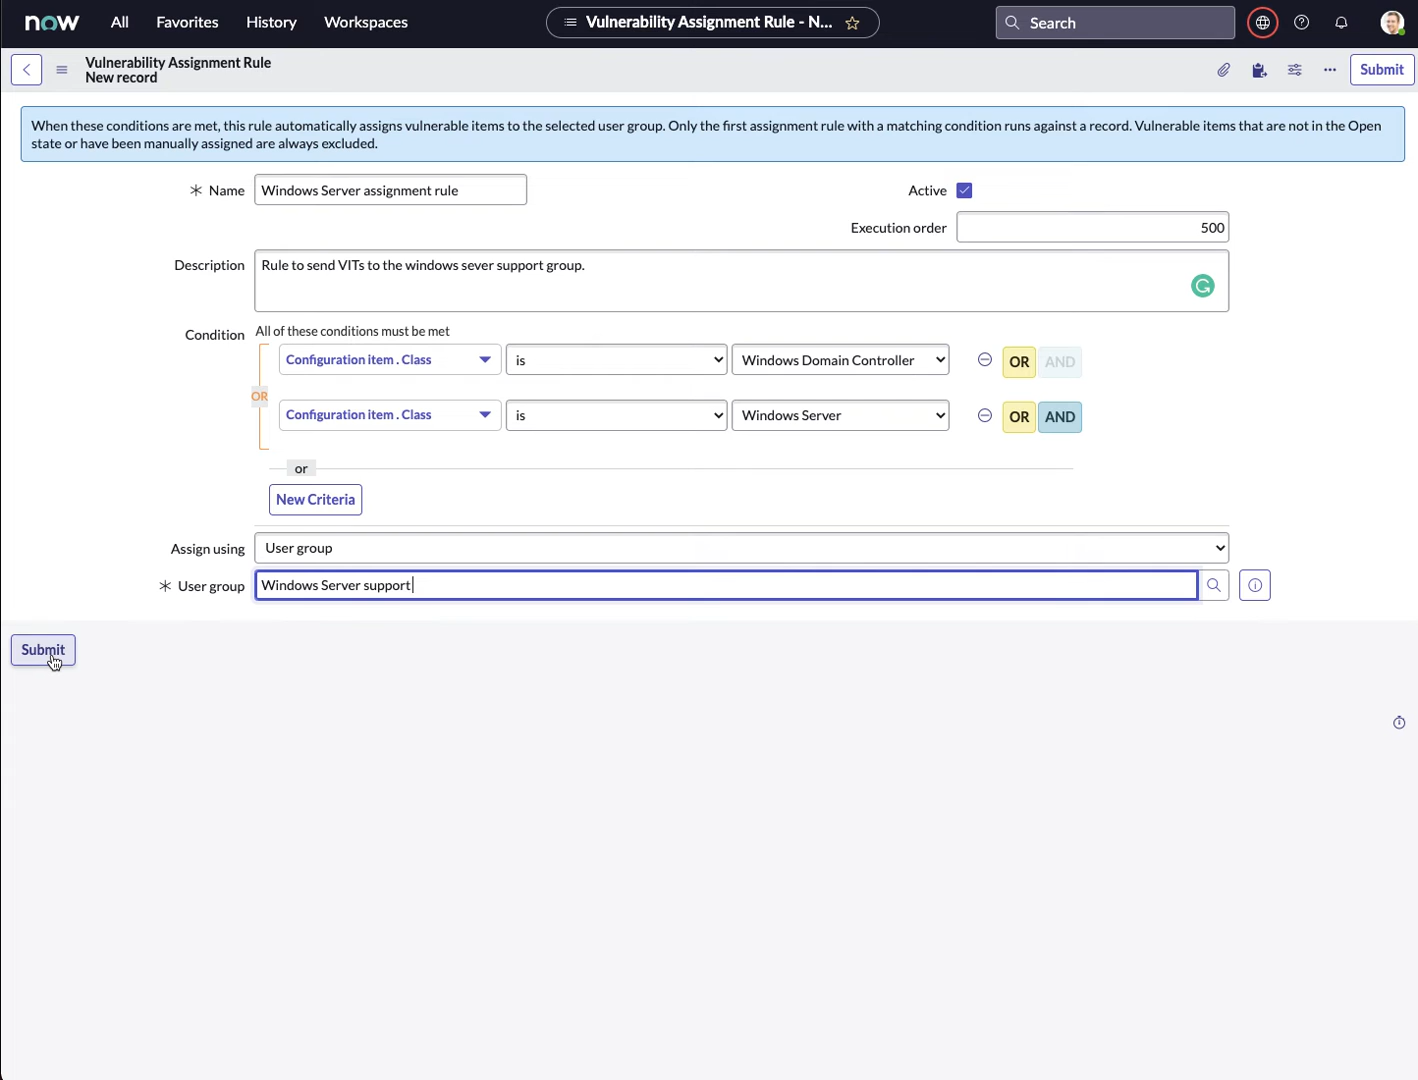 now All Favorites History Workspaces Vulnerability Assignment Rule - N... Search
Vulnerability Assignment Rule
New record
Submit
When these conditions are met, this rule automatically assigns vulnerable items to the selected user group. Only the first assignment rule with a matching condition runs against a record. Vulnerable items that are not in the Open
state or have been manually assigned are always excluded.
Name Windows Server assignment rule Active
Execution order 500
Description Rule to send VITs to the windows sever support group.
Condition All of these conditions must be met
Configuration item . Class is Windows Domain Controller OR AND
OR
Configuration item . Class is Windows Server OR AND
or
New Criteria
Assign using User group
User group Windows Server support
Submit